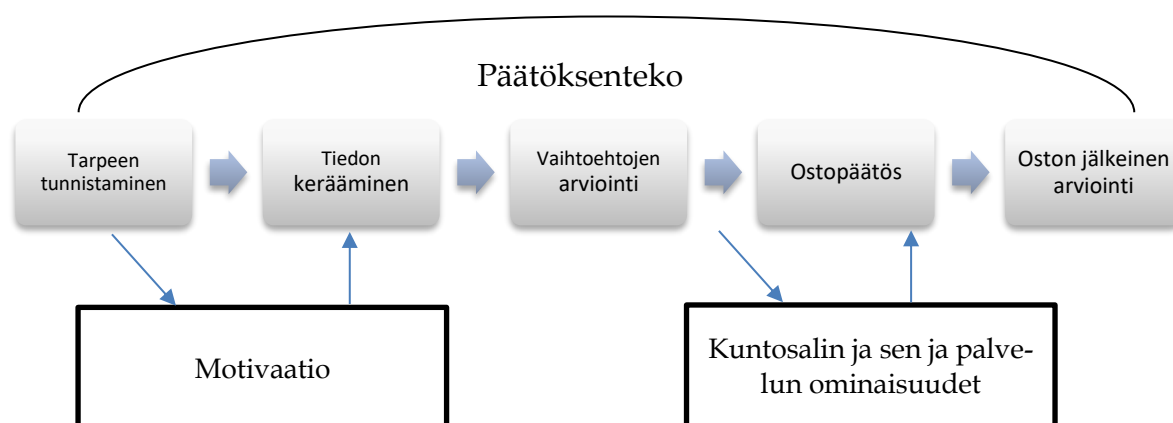 Päätöksenteko
Tarpeen
tunnistaminen
Tiedon
kerääminen
Vaihtoehtojen
arviointi
Ostopäätös
Oston jälkeinen
arviointi
Motivaatio
Kuntosalin ja sen ja palve-
lun ominaisuudet